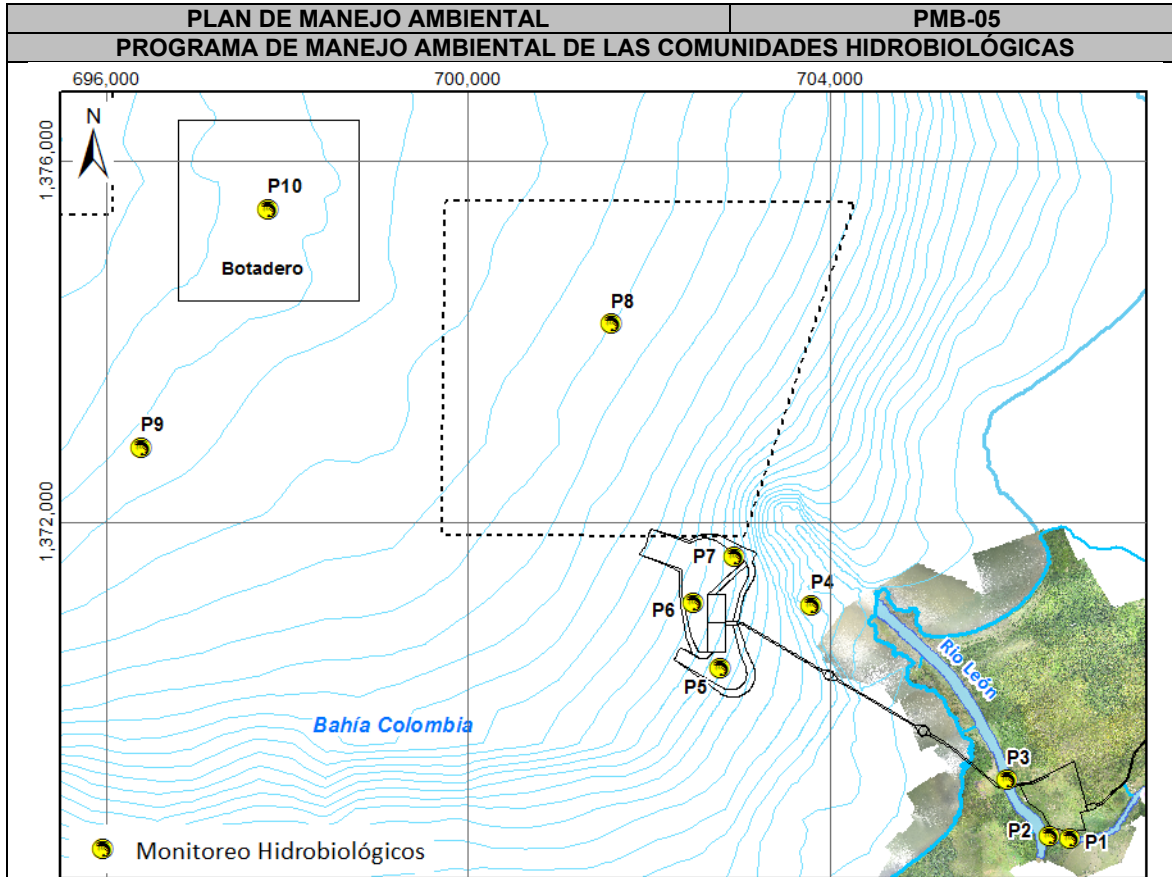 PLAN DE MANEJO AMBIENTAL
PMB-05
PROGRAMA DE MANEJO AMBIENTAL DE LAS COMUNIDADES HIDROBIOLÓGICAS
696,000
700,000
704,000
N
1,376,000
P10
Botadero
P8
P9
1,372,000
P7
P4
P6
Río León
P5
Bahía Colombia
P3
P2
P1
Monitoreo Hidrobiológicos